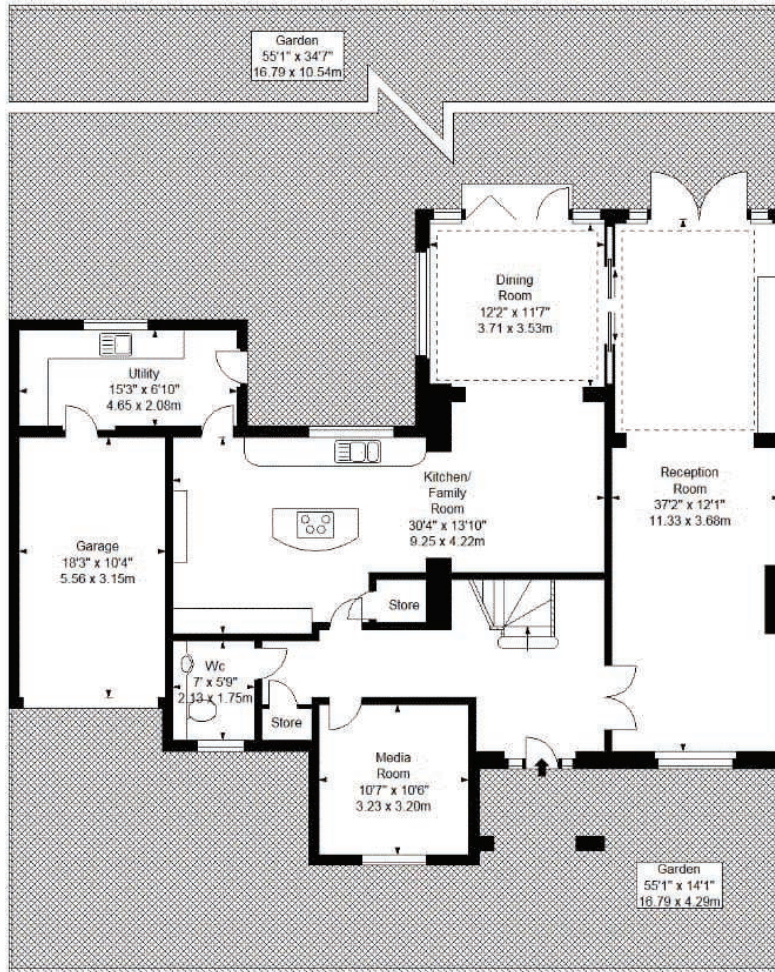 Garden
55'1" x 34'7"
16.79 x 10.54m
Dining
Room
12'2" x 11'7"
3.71 x 3.53m
Utility
15'3" x 6'10"
4.65 x 2.08m
Kitchen/
Family
Room
30'4" x 13'10"
9.25 x 4.22m
Reception
Room
37'2" x 12'1"
11.33 x 3.68m
Garage
18'3" x 10'4"
5.56 x 3.15m
Store
Wc
7' x 5'9"
2.13 x 1.75m
Store
Media
Room
10'7" x 10'6"
3.23 x 3.20m
Garden
55'1" x 14'1"
16.79 x 4.29m